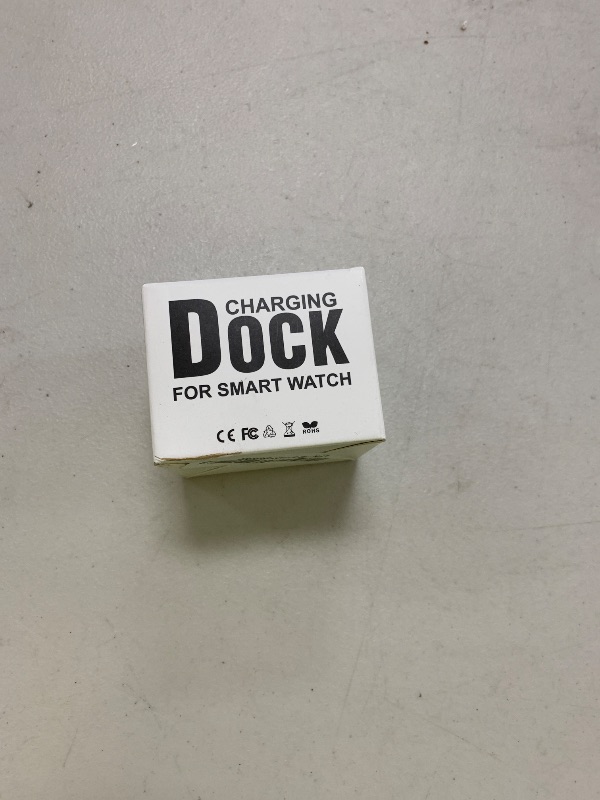 CHARGING
DOCK
FOR SMART WATCH
CE FC
ROHS